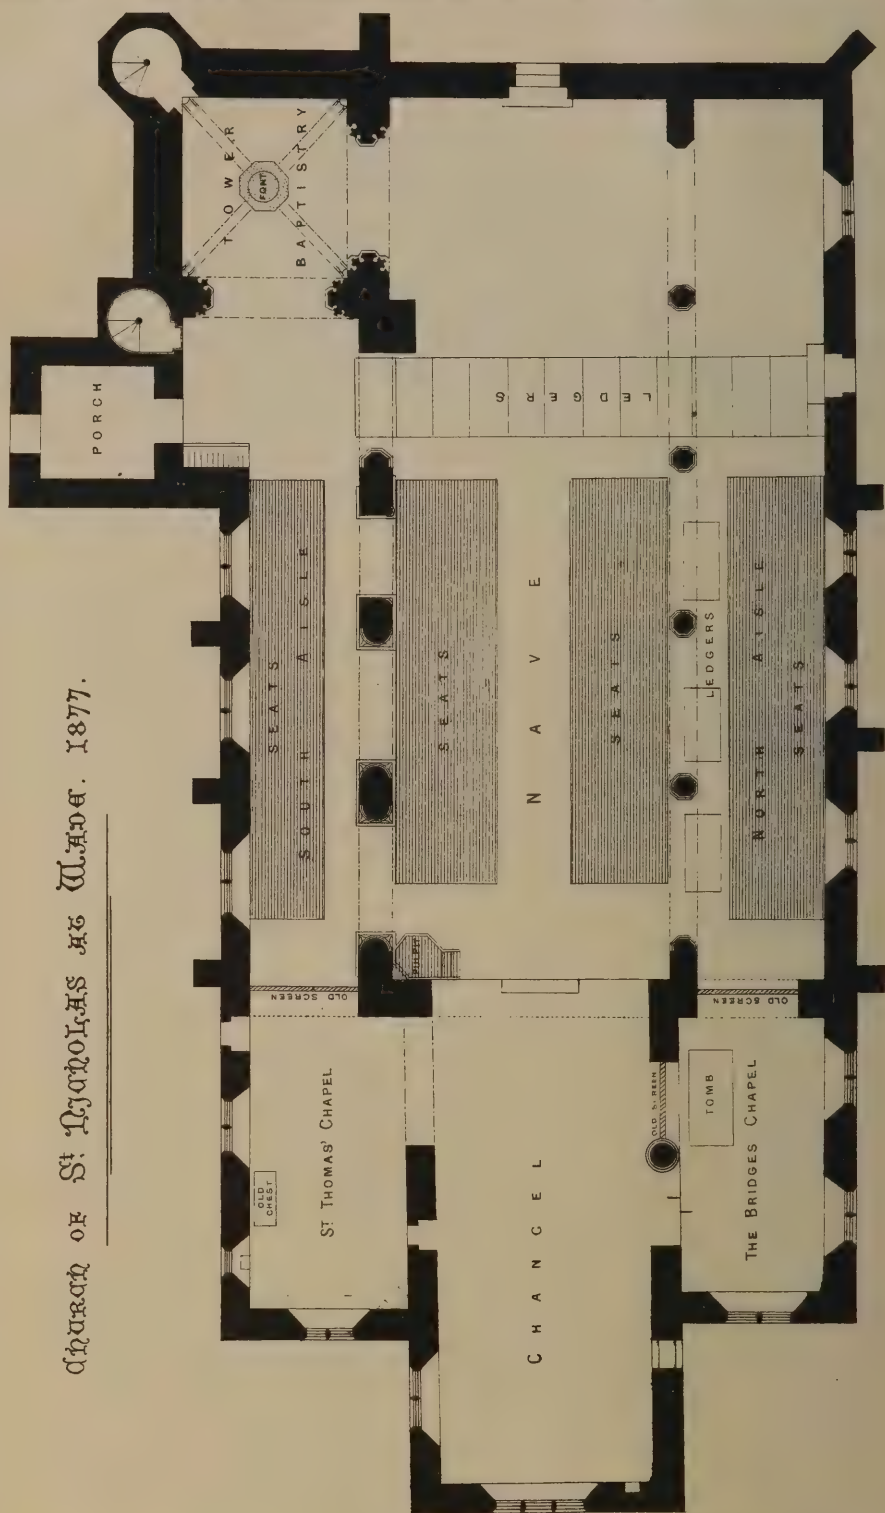 Church of St. Nicholas at Wade. 1877.
PORCH
TOWER
FONT
BAPTISTRY
LEDGERS
SEATS
SOUTH AISLE
SEATS
NAVE
SEATS
LEDGERS
NORTH AISLE
SEATS
PULPIT
OLD SCREEN
OLD SCREEN
OLD SCREEN
OLD CHEST
ST THOMAS' CHAPEL
CHANCEL
TOMB
THE BRIDGES CHAPEL